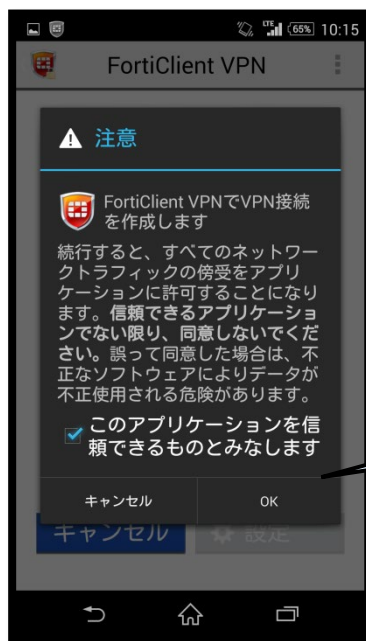 LTE 65% 10:15
FortiClient VPN
注意
FortiClient VPNでVPN接続
を作成します
続行すると、すべてのネットワー
クトラフィックの傍受をアプリ
ケーションに許可することになり
ます。信頼できるアプリケーショ
ンでない限り、同意しないでくだ
さい。誤って同意した場合は、不
正なソフトウェアによりデータが
不正使用される危険があります。
このアプリケーションを信
頼できるものとみなします
キャンセル OK
キャンセル 設定